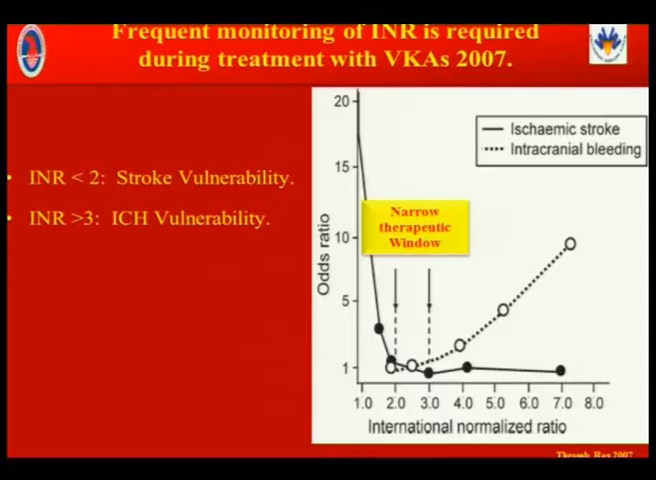 Frequent monitoring of INR is required
during treatment with VKAs 2007.
• INR < 2: Stroke Vulnerability.
• INR >3: ICH Vulnerability.
20
15
10
5
1
Odds ratio
Ischaemic stroke
Intracranial bleeding
Narrow
therapeutic
Window
1.0 2.0 3.0 4.0 5.0 6.0 7.0 8.0
International normalized ratio
Thromb. Res 2007